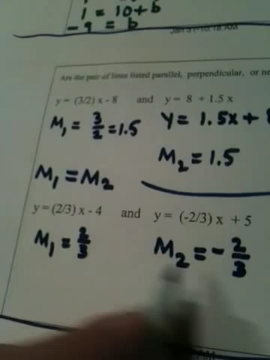 1 = 10 + b
-9 = b
Are the pair of lines listed parallel, perpendicular, or
y = (3/2) x - 8 and y = 8 + 1.5 x
M₁ = 3/2 = 1.5 y = 1.5x +
M₂ = 1.5
M₁ = M₂
y = (2/3) x - 4 and y = (-2/3) x + 5
M₁ = 2/3 M₂ = - 2/3